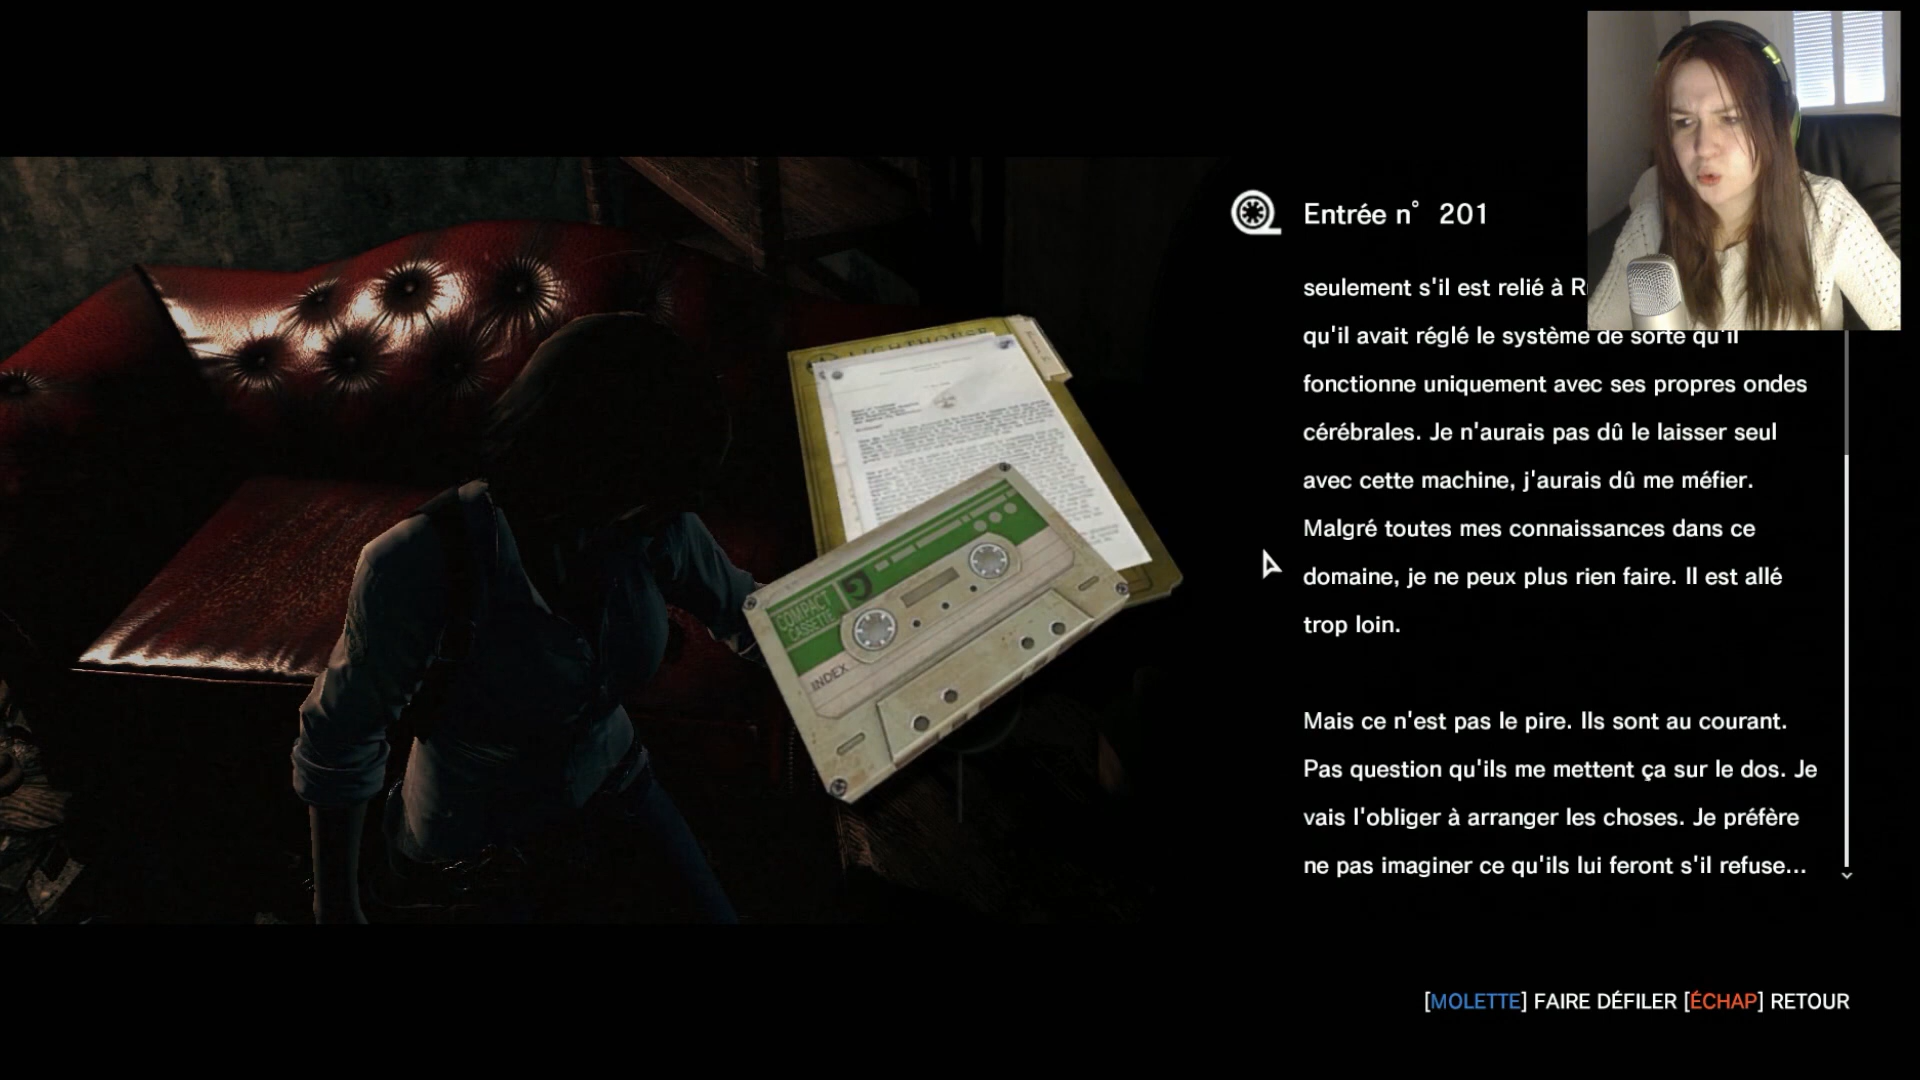 Entrée n° 201
seulement s'il est relié à
qu'il avait réglé le système de sorte qu'il
fonctionne uniquement avec ses propres ondes
cérébrales. Je n'aurais pas dû le laisser seul
avec cette machine, j'aurais dû me méfier.
Malgré toutes mes connaissances dans ce
domaine, je ne peux plus rien faire. Il est allé
trop loin.
Mais ce n'est pas le pire. Ils sont au courant.
Pas question qu'ils me mettent ça sur le dos. Je
vais l'obliger à arranger les choses. Je préfère
ne pas imaginer ce qu'ils lui feront s'il refuse...
LIGHTHOUSE
COMPACT
CASSETTE
INDEX
[MOLETTE] FAIRE DÉFILER [ÉCHAP] RETOUR